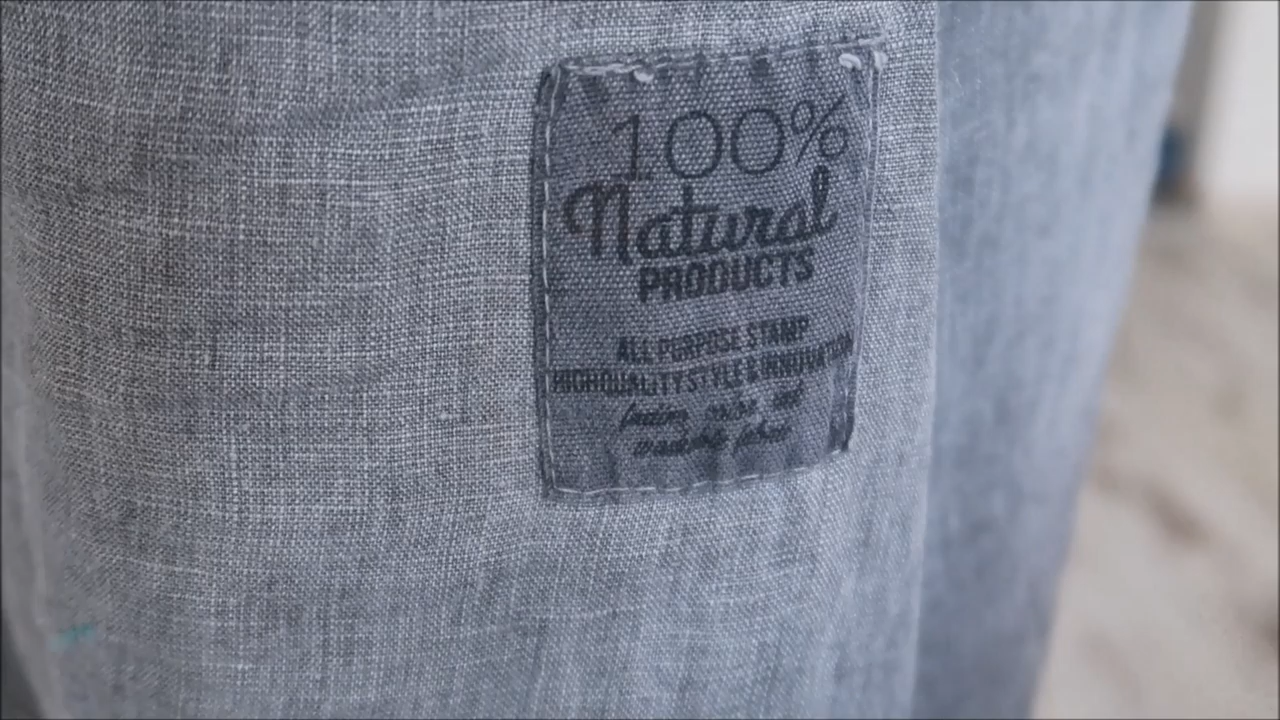 100%
Natural
PRODUCTS
ALL PURPOSE STAMP
HIGH QUALITY STYLE & INNOVATION